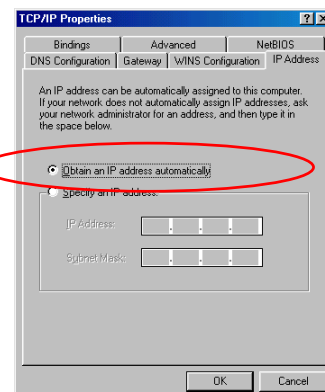 TCP/IP Properties
Bindings Advanced NetBIOS
DNS Configuration Gateway WINS Configuration IP Address
An IP address can be automatically assigned to this computer.
If your network does not automatically assign IP addresses, ask
your network administrator for an address, and then type it in
the space below.
Obtain an IP address automatically
Specify an IP address:
IP Address:
Subnet Mask:
OK Cancel